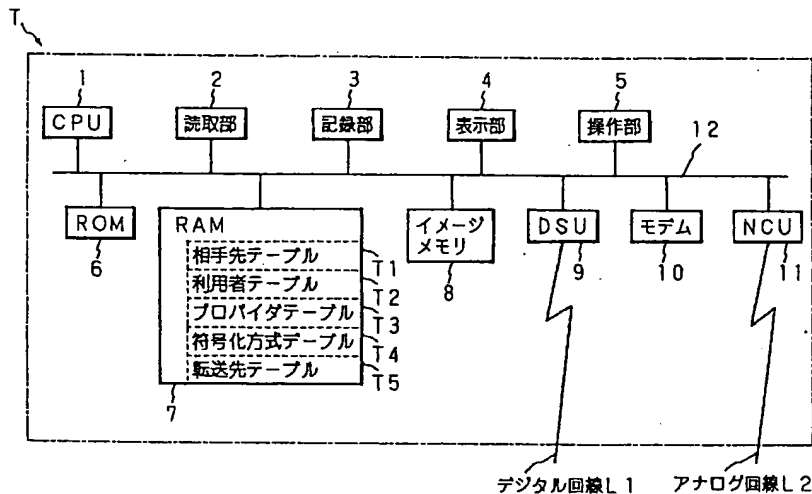 T
1 2 3 4 5
CPU 読取部 記録部 表示部 操作部
12
ROM RAM イメージメモリ DSU モデム NCU
6 8 9 10 11
相手先テーブル T1
利用者テーブル T2
プロバイダテーブル T3
符号化方式デーブル T4
転送先テーブル T5
7
デジタル回線L1 アナログ回線L2